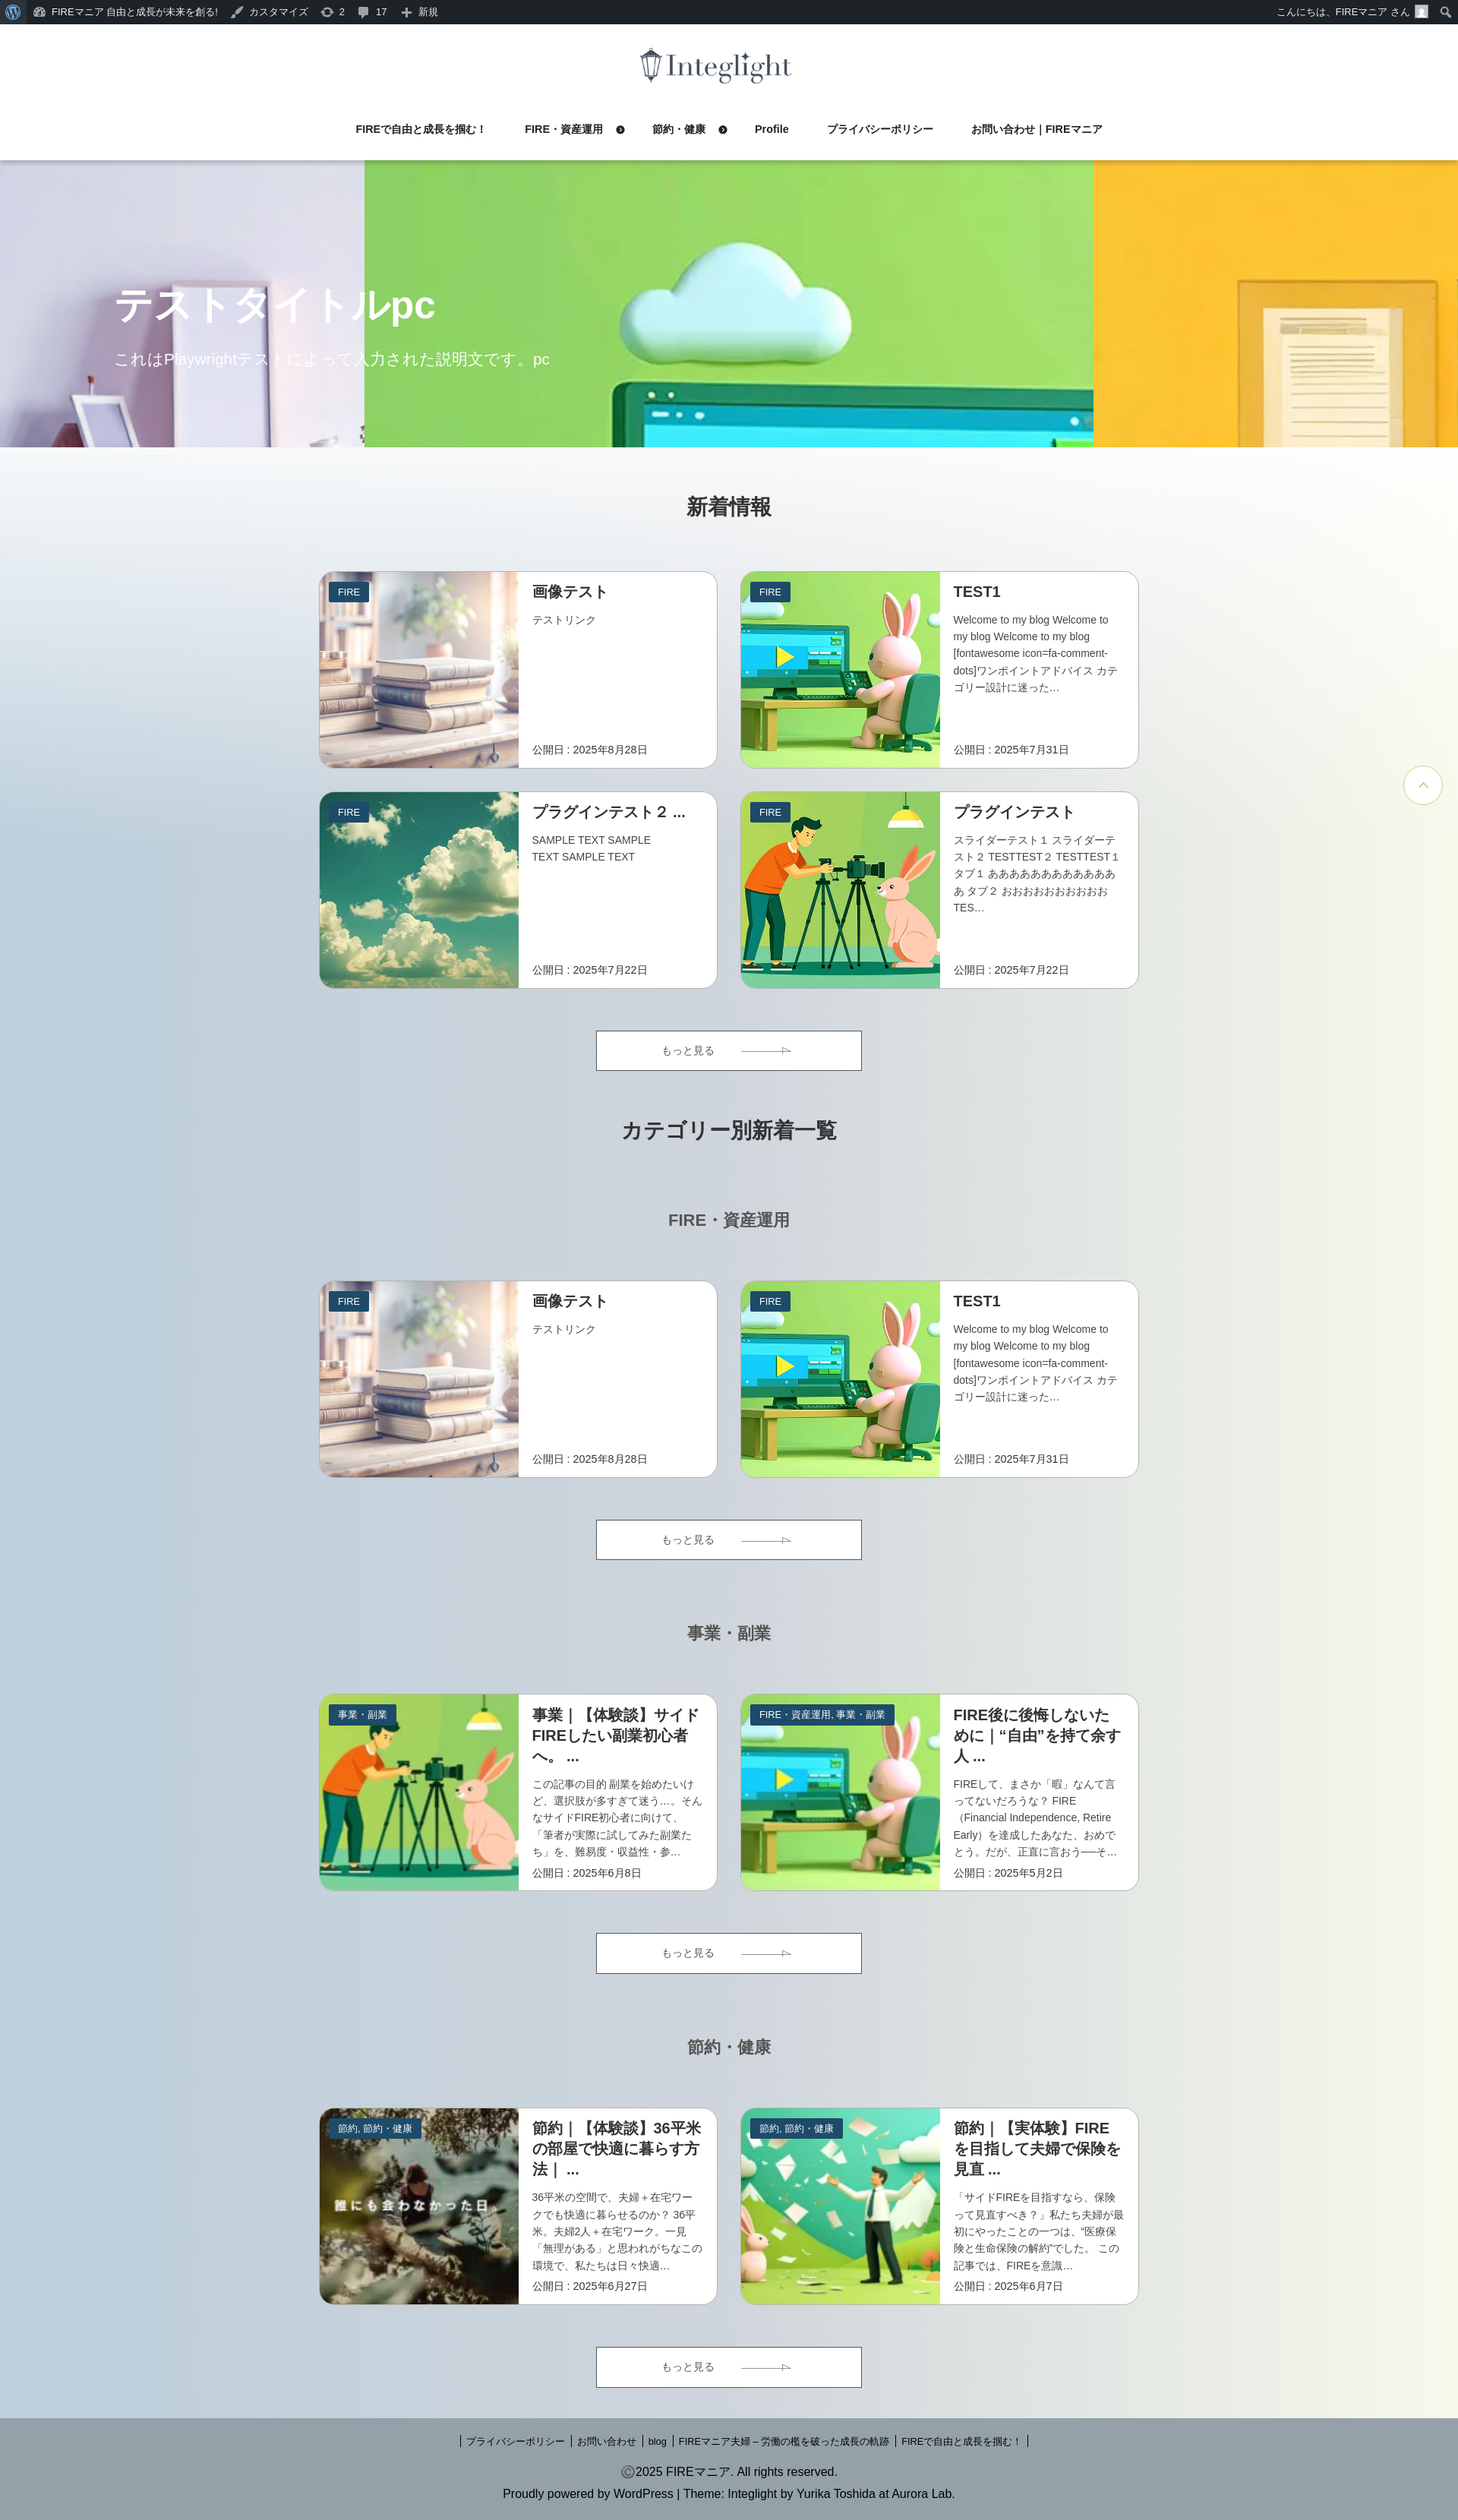 FIREマニア 自由と成長が未来を創る! カスタマイズ 2 17 新規 こんにちは、FIREマニア さん
Integlight
FIREで自由と成長を掴む！ FIRE・資産運用 節約・健康 Profile プライバシーポリシー お問い合わせ｜FIREマニア
テストタイトルpc
これはPlaywrightテストによって入力された説明文です。pc
新着情報
FIRE
画像テスト
テストリンク
公開日 : 2025年8月28日
FIRE
TEST1
Welcome to my blog Welcome to
my blog Welcome to my blog
[fontawesome icon=fa-comment-
dots]ワンポイントアドバイス カテ
ゴリー設計に迷った…
公開日 : 2025年7月31日
FIRE
プラグインテスト２ ...
SAMPLE TEXT SAMPLE
TEXT SAMPLE TEXT
公開日 : 2025年7月22日
FIRE
プラグインテスト
スライダーテスト１ スライダーテ
スト２ TESTTEST２ TESTTEST１
タブ１ ああああああああああああ
あ タブ２ おおおおおおおおおお
TES…
公開日 : 2025年7月22日
もっと見る
カテゴリー別新着一覧
FIRE・資産運用
FIRE
画像テスト
テストリンク
公開日 : 2025年8月28日
FIRE
TEST1
Welcome to my blog Welcome to
my blog Welcome to my blog
[fontawesome icon=fa-comment-
dots]ワンポイントアドバイス カテ
ゴリー設計に迷った…
公開日 : 2025年7月31日
もっと見る
事業・副業
事業・副業
事業｜【体験談】サイド
FIREしたい副業初心者
へ。 ...
この記事の目的 副業を始めたいけ
ど、選択肢が多すぎて迷う…。そん
なサイドFIRE初心者に向けて、
「筆者が実際に試してみた副業た
ち」を、難易度・収益性・参…
公開日 : 2025年6月8日
FIRE・資産運用, 事業・副業
FIRE後に後悔しないた
めに｜“自由”を持て余す
人 ...
FIREして、まさか「暇」なんて言
ってないだろうな？ FIRE
（Financial Independence, Retire
Early）を達成したあなた、おめで
とう。だが、正直に言おう──そ…
公開日 : 2025年5月2日
もっと見る
節約・健康
節約, 節約・健康
誰にも会わなかった日。
節約｜【体験談】36平米
の部屋で快適に暮らす方
法｜ ...
36平米の空間で、夫婦＋在宅ワー
クでも快適に暮らせるのか？ 36平
米。夫婦2人＋在宅ワーク。一見
「無理がある」と思われがちなこの
環境で、私たちは日々快適…
公開日 : 2025年6月27日
節約, 節約・健康
節約｜【実体験】FIRE
を目指して夫婦で保険を
見直 ...
「サイドFIREを目指すなら、保険
って見直すべき？」私たち夫婦が最
初にやったことの一つは、“医療保
険と生命保険の解約”でした。 この
記事では、FIREを意識…
公開日 : 2025年6月7日
もっと見る
プライバシーポリシー お問い合わせ blog FIREマニア夫婦 – 労働の檻を破った成長の軌跡 FIREで自由と成長を掴む！
©2025 FIREマニア. All rights reserved.
Proudly powered by WordPress | Theme: Integlight by Yurika Toshida at Aurora Lab.